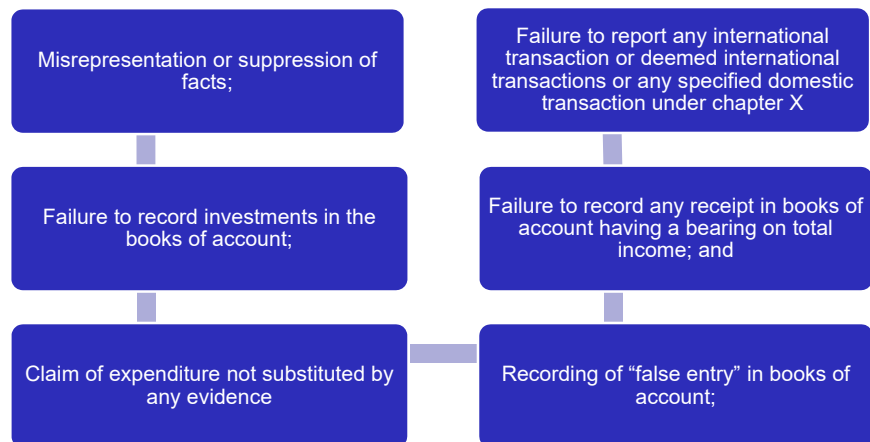 Misrepresentation or suppression of
facts;
Failure to record investments in the
books of account;
Claim of expenditure not substituted by
any evidence
Recording of “false entry” in books of
account;
Failure to record any receipt in books of
account having a bearing on total
income; and
Failure to report any international
transaction or deemed international
transactions or any specified domestic
transaction under chapter X